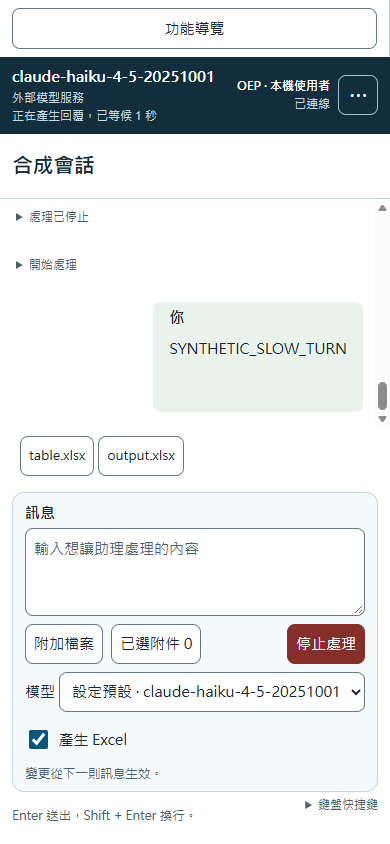 功能導覽
claude-haiku-4-5-20251001
外部模型服務
正在產生回覆，已等候 1 秒
OEP · 本機使用者
已連線
…
合成會話
▶ 處理已停止
▶ 開始處理
你
SYNTHETIC_SLOW_TURN
table.xlsx
output.xlsx
訊息
輸入想讓助理處理的內容
附加檔案
已選附件 0
停止處理
模型
設定預設 · claude-haiku-4-5-20251001
產生 Excel
變更從下一則訊息生效。
▶ 鍵盤快捷鍵
Enter 送出，Shift + Enter 換行。